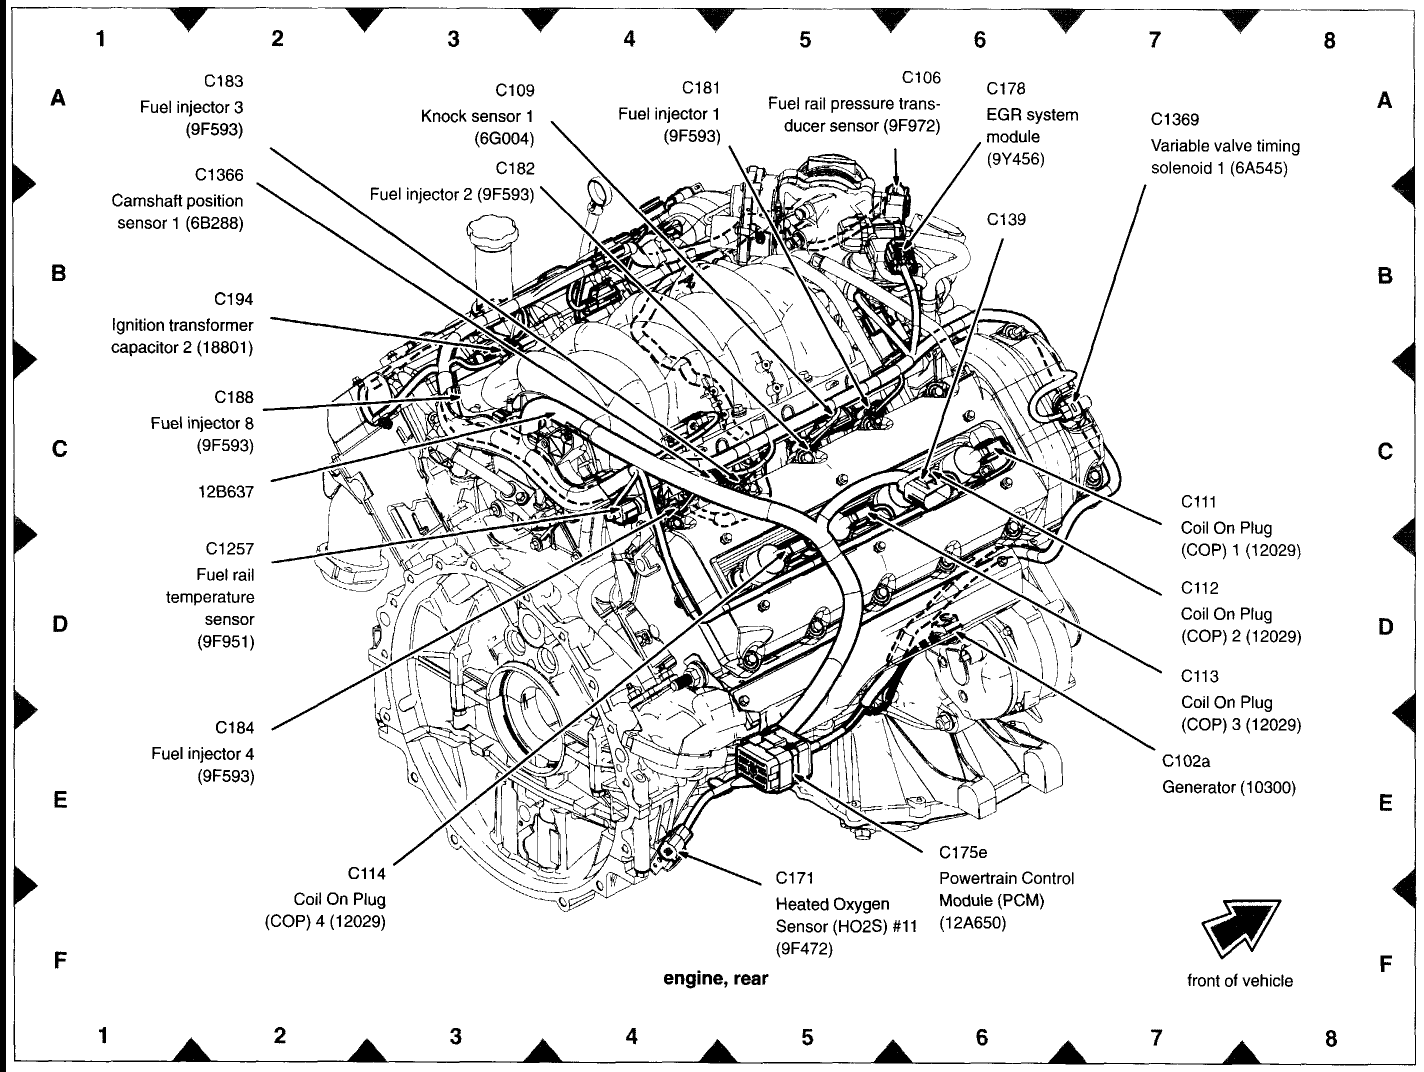 1 2 3 4 5 6 7 8
A
A
C183
Fuel injector 3
(9F593)
C109
Knock sensor 1
(6G004)
C181
Fuel injector 1
(9F593)
C106
Fuel rail pressure trans-
ducer sensor (9F972)
C178
EGR system
module
(9Y456)
C1369
Variable valve timing
solenoid 1 (6A545)
C1366
Camshaft position
sensor 1 (6B288)
C182
Fuel injector 2 (9F593)
C139
B
B
C194
Ignition transformer
capacitor 2 (18801)
C188
Fuel injector 8
(9F593)
C
C
12B637
C111
Coil On Plug
(COP) 1 (12029)
C1257
Fuel rail
temperature
sensor
(9F951)
C112
Coil On Plug
(COP) 2 (12029)
D
D
C113
Coil On Plug
(COP) 3 (12029)
C184
Fuel injector 4
(9F593)
C102a
Generator (10300)
E
E
C114
Coil On Plug
(COP) 4 (12029)
C171
Heated Oxygen
Sensor (HO2S) #11
(9F472)
C175e
Powertrain Control
Module (PCM)
(12A650)
F
F
engine, rear
front of vehicle
1 2 3 4 5 6 7 8